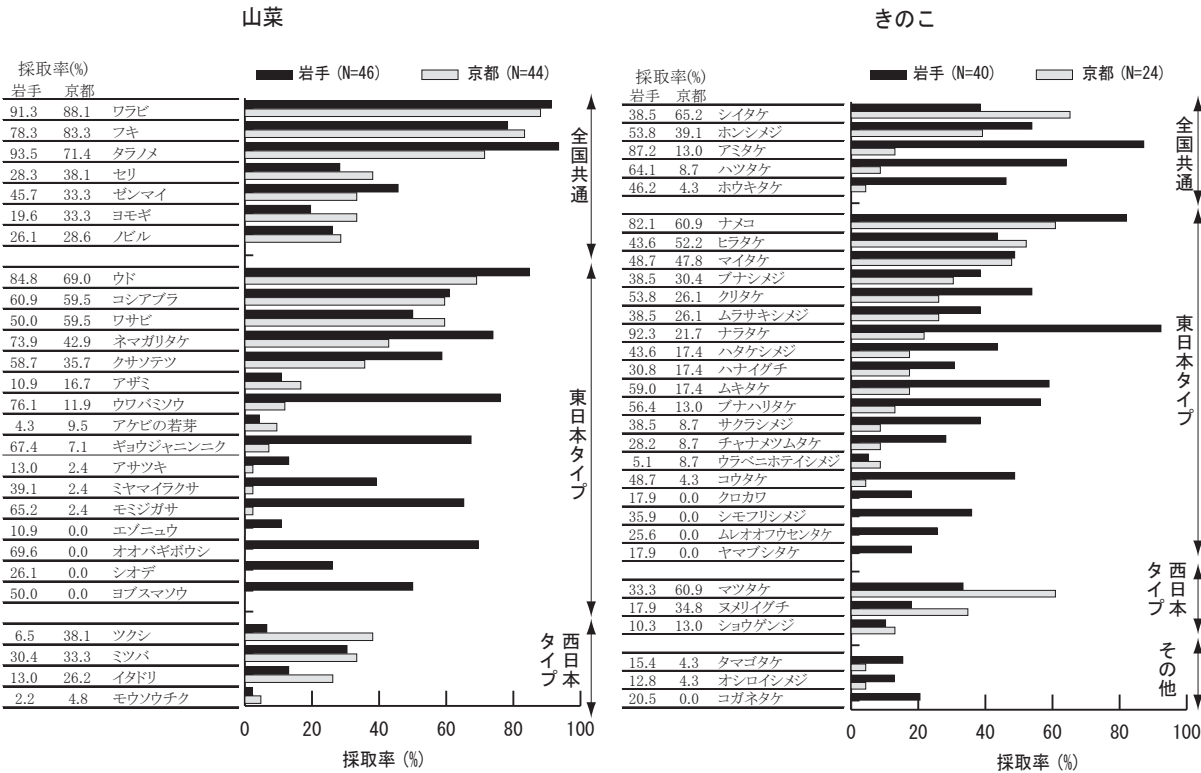 山菜
採取率(%)
岩手 京都
岩手 (N=46) 京都 (N=44)
91.3 88.1 ワラビ
78.3 83.3 フキ
93.5 71.4 タラノメ
28.3 38.1 セリ
45.7 33.3 ゼンマイ
19.6 33.3 ヨモギ
26.1 28.6 ノビル
全国共通
84.8 69.0 ウド
60.9 59.5 コシアブラ
50.0 59.5 ワサビ
73.9 42.9 ネマガリタケ
58.7 35.7 クサソテツ
10.9 16.7 アザミ
76.1 11.9 ウワバミソウ
4.3 9.5 アケビの若芽
67.4 7.1 ギョウジャニンニク
13.0 2.4 アサツキ
39.1 2.4 ミヤマイラクサ
65.2 2.4 モミジガサ
10.9 0.0 エゾニュウ
69.6 0.0 オオバギボウシ
26.1 0.0 シオデ
50.0 0.0 ヨブスマソウ
東日本タイプ
6.5 38.1 ツクシ
30.4 33.3 ミツバ
13.0 26.2 イタドリ
2.2 4.8 モウソウチク
西日本
タイプ
0 20 40 60 80 100
採取率 (%)
きのこ
採取率(%)
岩手 京都
岩手 (N=40) 京都 (N=24)
38.5 65.2 シイタケ
53.8 39.1 ホンシメジ
87.2 13.0 アミタケ
64.1 8.7 ハツタケ
46.2 4.3 ホウキタケ
全国共通
82.1 60.9 ナメコ
43.6 52.2 ヒラタケ
48.7 47.8 マイタケ
38.5 30.4 ブナシメジ
53.8 26.1 クリタケ
38.5 26.1 ムラサキシメジ
92.3 21.7 ナラタケ
43.6 17.4 ハタケシメジ
30.8 17.4 ハナイグチ
59.0 17.4 ムキタケ
56.4 13.0 ブナハリタケ
38.5 8.7 サクラシメジ
28.2 8.7 チャナメツムタケ
5.1 8.7 ウラベニホテイシメジ
48.7 4.3 コウタケ
17.9 0.0 クロカワ
35.9 0.0 シモフリシメジ
25.6 0.0 ムレオオフウセンタケ
17.9 0.0 ヤマブシタケ
東日本タイプ
33.3 60.9 マツタケ
17.9 34.8 ヌメリイグチ
10.3 13.0 ショウゲンジ
西日本
タイプ
15.4 4.3 タマゴタケ
12.8 4.3 オシロイシメジ
20.5 0.0 コガネタケ
その他
0 20 40 60 80 100
採取率 (%)